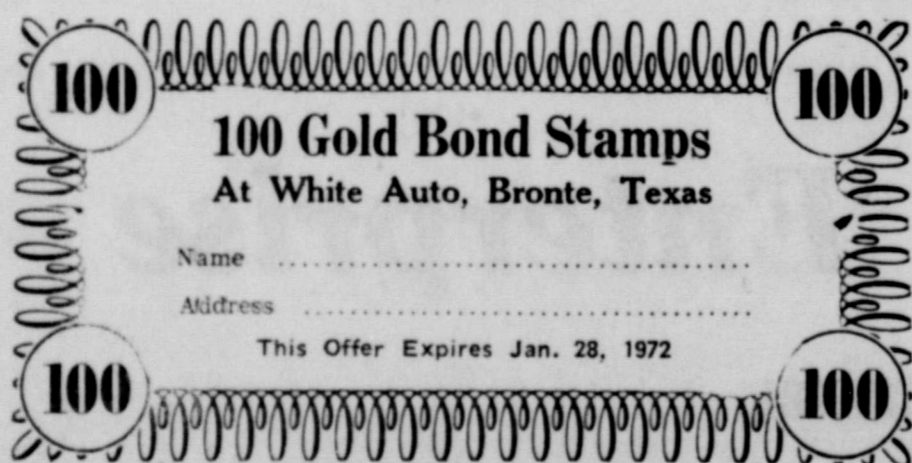 100 100
100 Gold Bond Stamps
At White Auto, Bronte, Texas
Name
Address
This Offer Expires Jan. 28, 1972
100 100